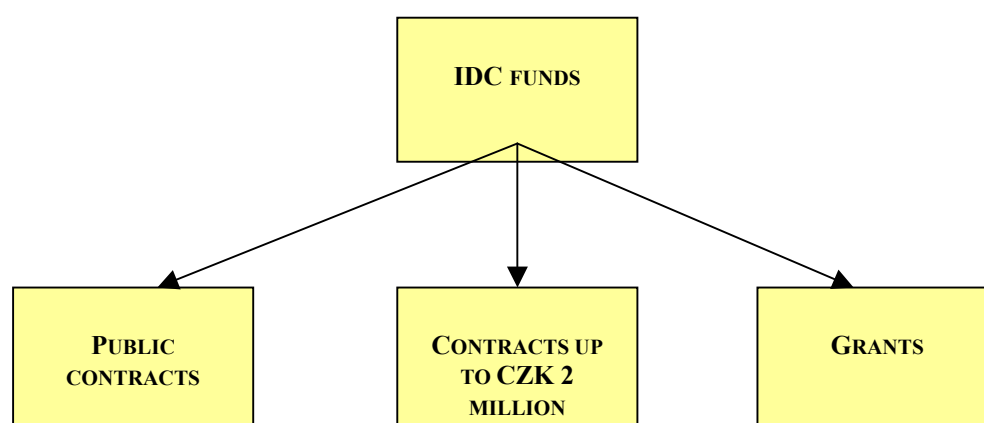 IDC FUNDS
PUBLIC
CONTRACTS
CONTRACTS UP
TO CZK 2
MILLION
GRANTS